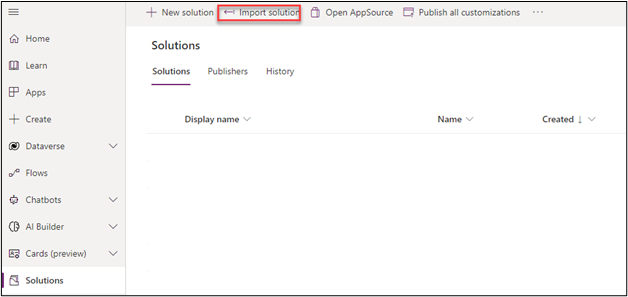 New solution Import solution Open AppSource Publish all customizations ...
Home
Solutions
Learn
Solutions Publishers History
Apps
Create
Display name Name Created
Dataverse
Flows
Chatbots
AI Builder
Cards (preview)
Solutions